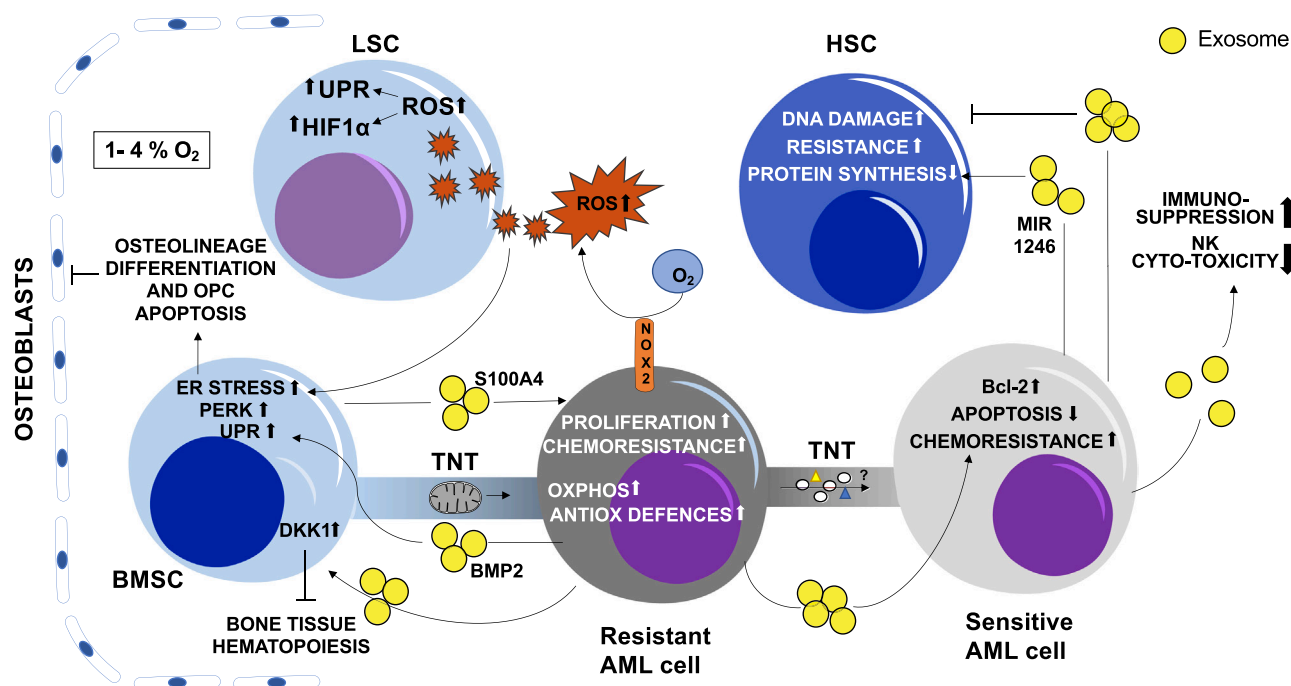 LSC
HSC
Exosome
⬆UPR
ROS⬆
⬆HIF1α
1- 4 % O₂
DNA DAMAGE⬆
RESISTANCE⬆
PROTEIN SYNTHESIS⬇
ROS⬆
MIR
1246
IMMUNO-
SUPPRESSION⬆
NK
CYTO-TOXICITY⬇
OSTEOLINEAGE
DIFFERENTIATION
AND OPC
APOPTOSIS
O₂
OSTEOBLASTS
NOX2
ER STRESS⬆
PERK⬆
UPR⬆
S100A4
PROLIFERATION⬆
CHEMORESISTANCE⬆
Bcl-2⬆
APOPTOSIS⬇
CHEMORESISTANCE⬆
TNT
TNT
?
OXPHOS⬆
ANTIOX DEFENCES⬆
DKK1⬆
BMP2
BMSC
BONE TISSUE
HEMATOPOIESIS
Resistant
AML cell
Sensitive
AML cell